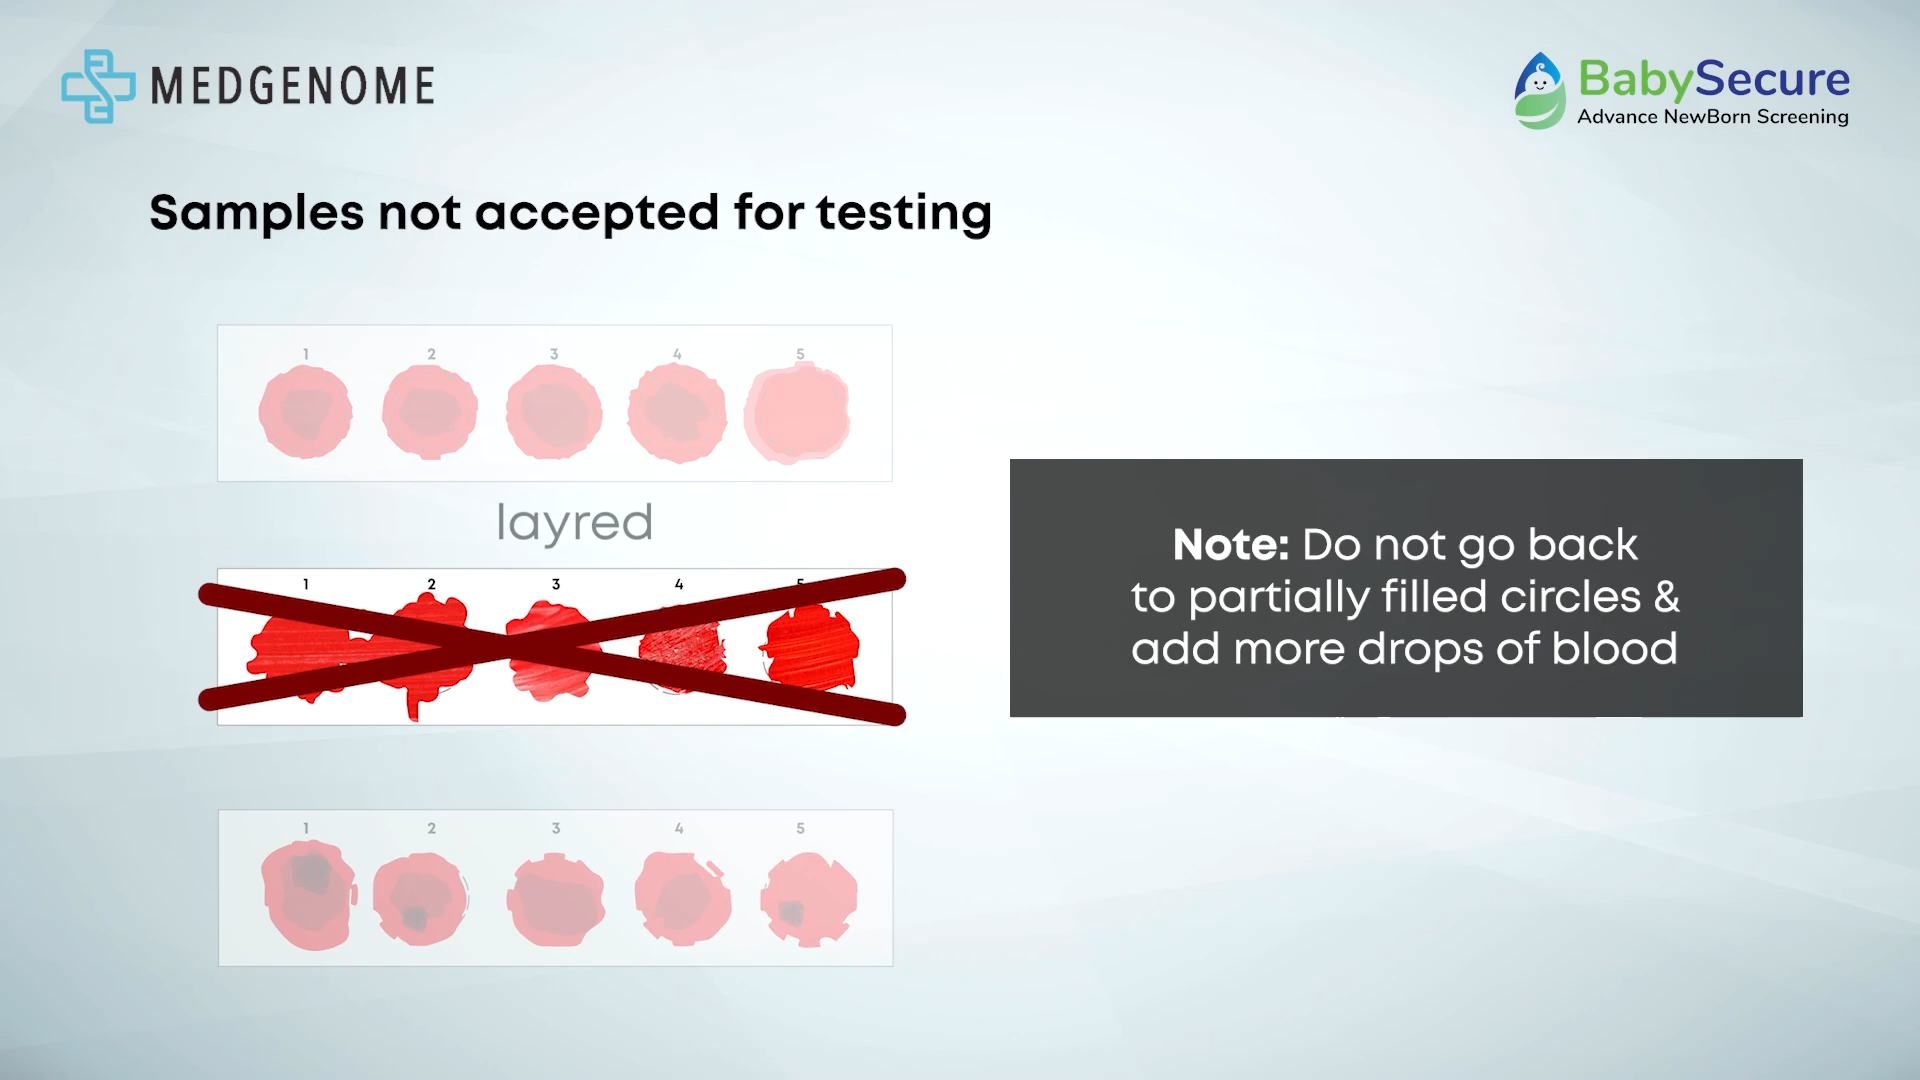 MEDGENOME
BabySecure
Advance NewBorn Screening
Samples not accepted for testing
1 2 3 4 5
layred
1 2 3 4 5
Note: Do not go back
to partially filled circles &
add more drops of blood
1 2 3 4 5